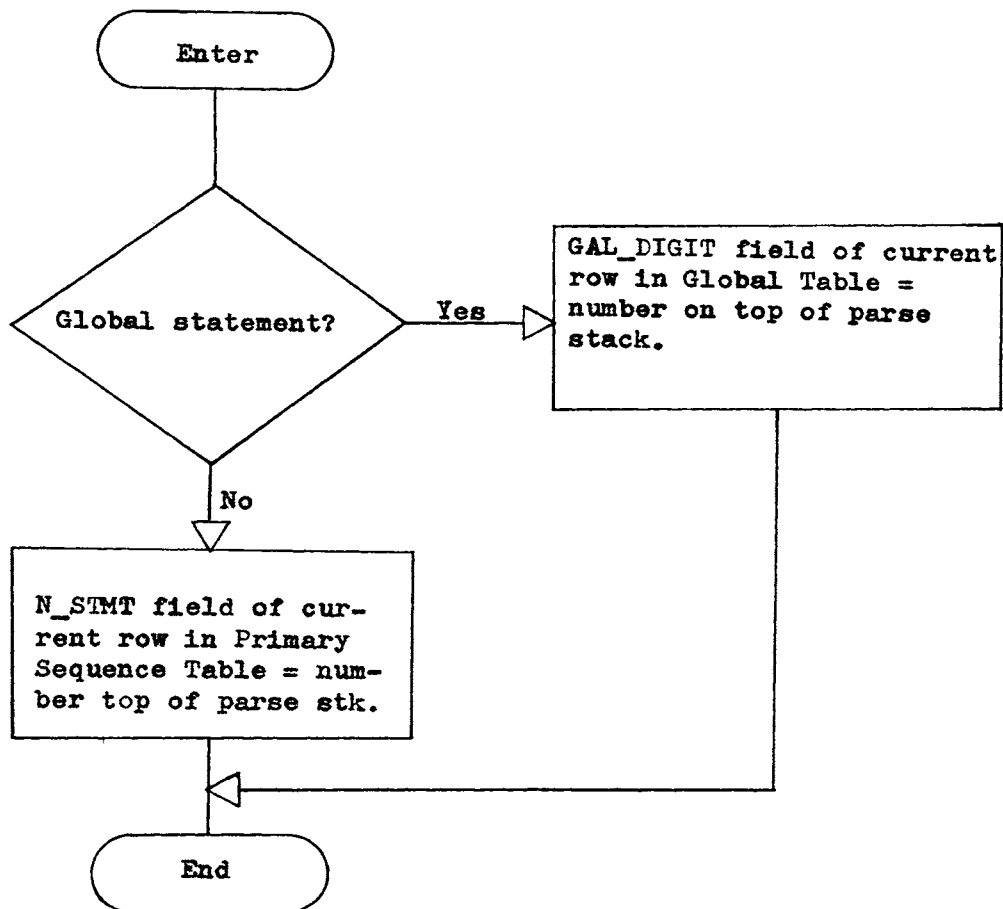 Enter
Global statement?
Yes
GAL_DIGIT field of current
row in Global Table =
number on top of parse
stack.
No
N_STMT field of cur-
rent row in Primary
Sequence Table = num-
ber top of parse stk.
End